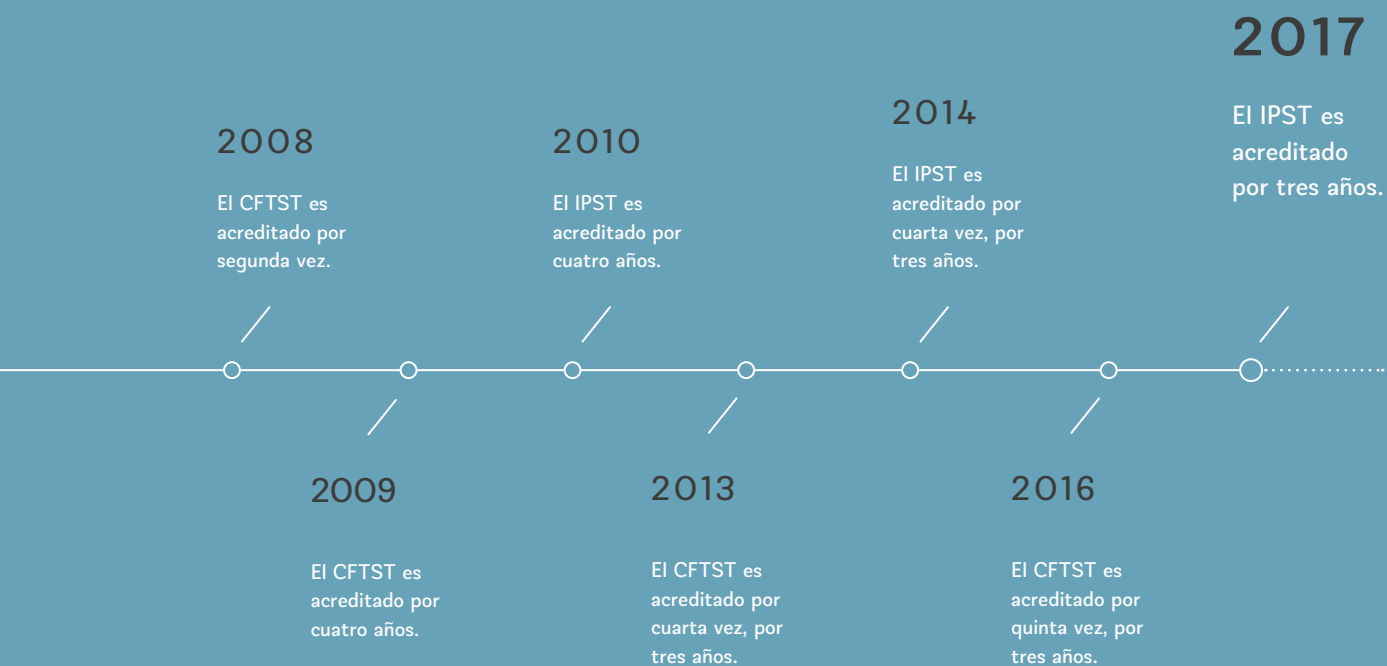 2008
El CFTST es
acreditado por
segunda vez.
2009
El CFTST es
acreditado por
cuatro años.
2010
El IPST es
acreditado por
cuatro años.
2013
El CFTST es
acreditado por
cuarta vez, por
tres años.
2014
El IPST es
acreditado por
cuarta vez, por
tres años.
2016
El CFTST es
acreditado por
quinta vez, por
tres años.
2017
El IPST es
acreditado
por tres años.